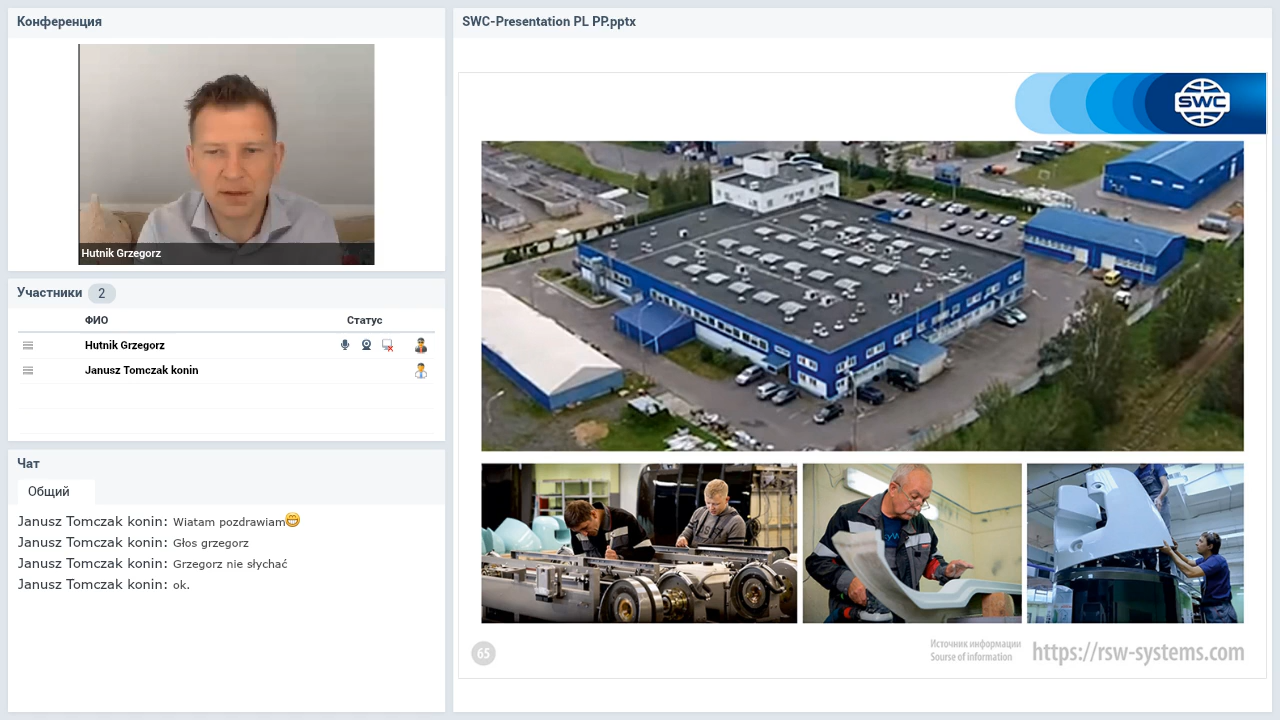 Конференция
Hutnik Grzegorz
Участники 2
ФИО Статус
Hutnik Grzegorz
Janusz Tomczak konin
Чат
Общий
Janusz Tomczak konin: Wiatam pozdrawiam
Janusz Tomczak konin: Głos grzegorz
Janusz Tomczak konin: Grzegorz nie słychać
Janusz Tomczak konin: ok.
SWC-Presentation PL PP.pptx
SWC
65
Источник информации
Sourse of information
https://rsw-systems.com